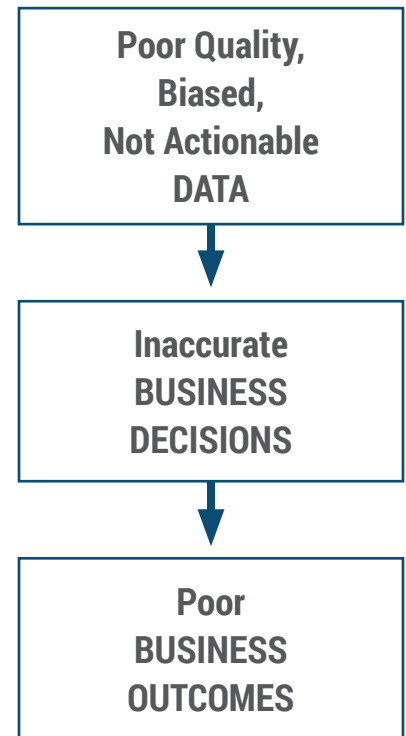 Poor Quality,
Biased,
Not Actionable
DATA
Inaccurate
BUSINESS
DECISIONS
Poor
BUSINESS
OUTCOMES